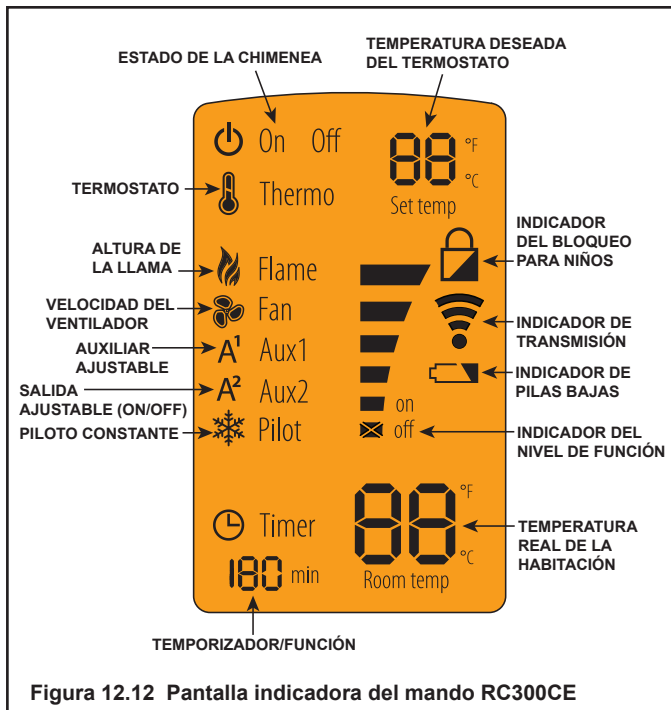 ESTADO DE LA CHIMENEA
TEMPERATURA DESEADA
DEL TERMOSTATO
On Off
88 °F
°C
Set temp
TERMOSTATO
Thermo
INDICADOR
DEL BLOQUEO
PARA NIÑOS
ALTURA DE
LA LLAMA
Flame
VELOCIDAD DEL
VENTILADOR
Fan
INDICADOR DE
TRANSMISIÓN
AUXILIAR
AJUSTABLE
A¹ Aux1
INDICADOR DE
PILAS BAJAS
SALIDA
AJUSTABLE (ON/OFF)
A² Aux2
on
PILOTO CONSTANTE
Pilot
off
INDICADOR DEL
NIVEL DE FUNCIÓN
Timer
180 min
88 °F
°C
Room temp
TEMPERATURA
REAL DE LA
HABITACIÓN
TEMPORIZADOR/FUNCIÓN
Figura 12.12 Pantalla indicadora del mando RC300CE